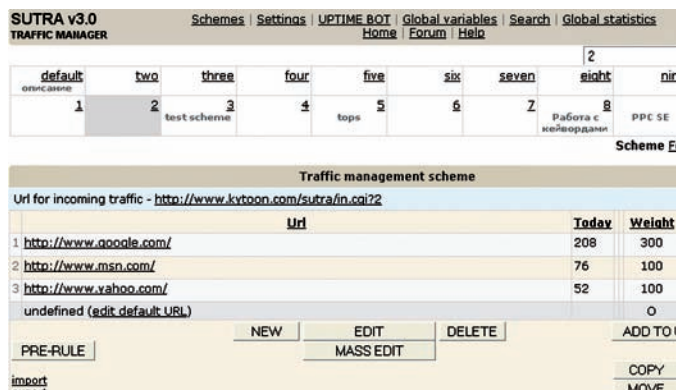 SUTRA v3.0
TRAFFIC MANAGER
Schemes | Settings | UPTIME BOT | Global variables | Search | Global statistics
Home | Forum | Help
2
default two three four five six seven eight nin
описание
1 2 3 4 5 6 7 8
test scheme tops Работа с кейвордами PPC SE
Scheme
Traffic management scheme
Url for incoming traffic - http://www.kytoon.com/sutra/in.cgi?2
Url Today Weight
1 http://www.google.com/ 208 300
2 http://www.msn.com/ 76 100
3 http://www.yahoo.com/ 52 100
undefined (edit default URL) 0
NEW EDIT DELETE ADD TO
PRE-RULE MASS EDIT
COPY
import
MOVE